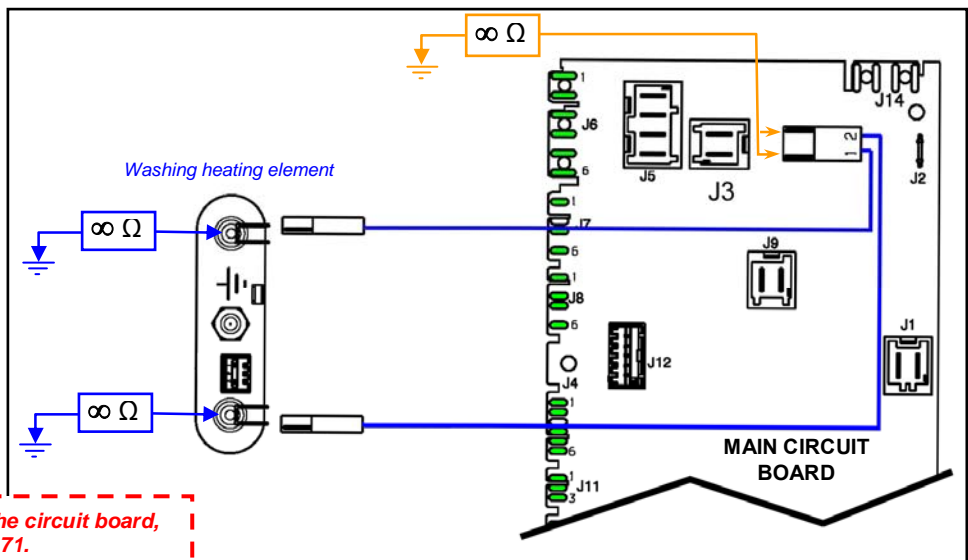 ∞ Ω
J14
J6
1
6
J5
J3
1 2
J2
Washing heating element
∞ Ω
1
J7
6
J9
1
J8
6
J12
J1
J4
∞ Ω
1
6
MAIN CIRCUIT
BOARD
1
J11
3
he circuit board,
71.